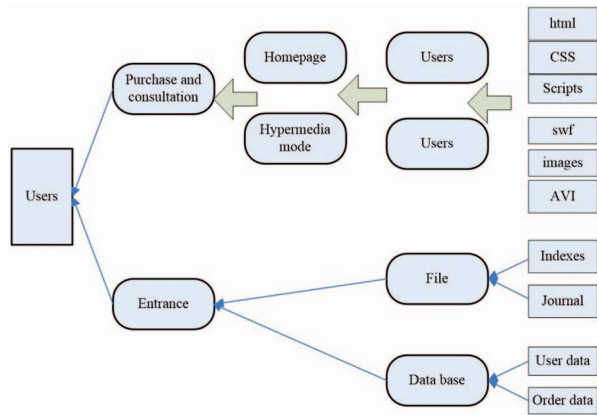 html
Homepage
Users
CSS
Purchase and
consultation
Scripts
Hypermedia
mode
Users
swf
images
AVI
Users
Indexes
File
Entrance
Journal
User data
Data base
Order data